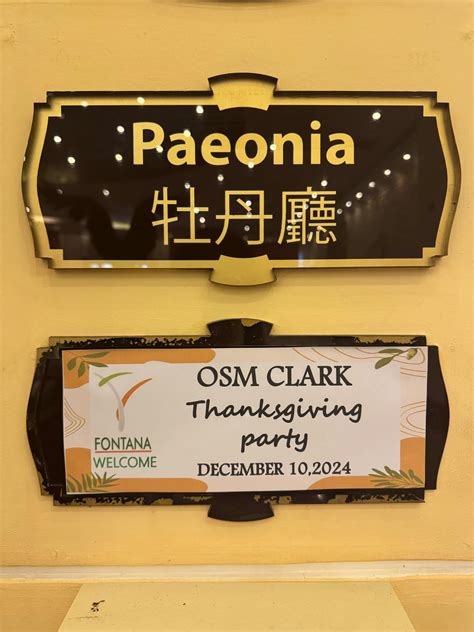 Paeonia
牡丹廳
FONTANA
WELCOME
OSM CLARK
Thanksgiving
party
DECEMBER 10,2024